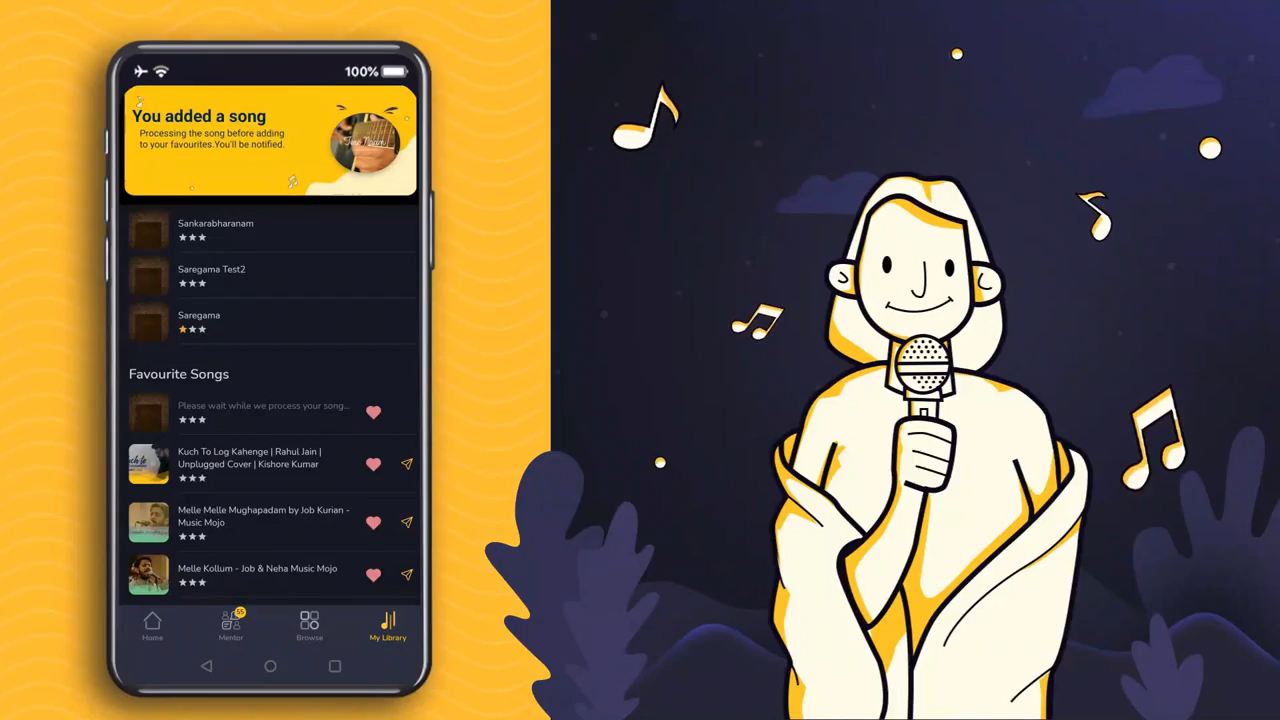 100%
You added a song
Processing the song before adding
to your favourites.You'll be notified.
Sankarabharanam
Saregama Test2
Saregama
Favourite Songs
Please wait while we process your song...
Kuch To Log Kahenge | Rahul Jain |
Unplugged Cover | Kishore Kumar
Melle Melle Mughapadam by Job Kurian -
Music Mojo
Melle Kollum - Job & Neha Music Mojo
55
Home
Mentor
Browse
My Library